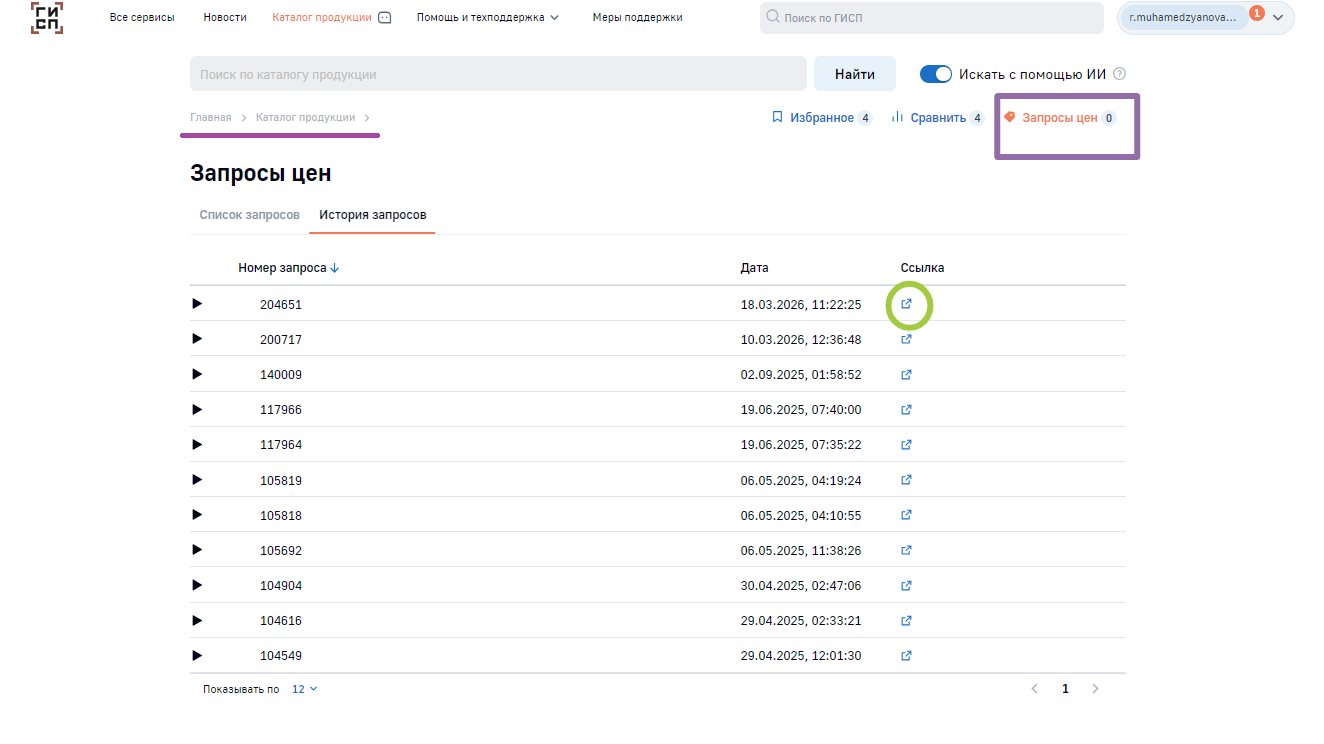 ГИСП Все сервисы Новости Каталог продукции Помощь и техподдержка Меры поддержки Поиск по ГИСП r.muhamedzyanova... 1
Поиск по каталогу продукции Найти Искать с помощью ИИ ?
Главная > Каталог продукции > Избранное 4 Сравнить 4 Запросы цен 0
Запросы цен
Список запросов История запросов
Номер запроса Дата Ссылка
204651 18.03.2026, 11:22:25
200717 10.03.2026, 12:36:48
140009 02.09.2025, 01:58:52
117966 19.06.2025, 07:40:00
117964 19.06.2025, 07:35:22
105819 06.05.2025, 04:19:24
105818 06.05.2025, 04:10:55
105692 06.05.2025, 11:38:26
104904 30.04.2025, 02:47:06
104616 29.04.2025, 02:33:21
104549 29.04.2025, 12:01:30
Показывать по 12 < 1 >